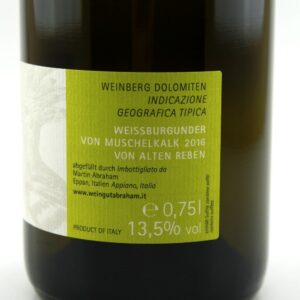 WEINBERG DOLOMITEN
INDICAZIONE
GEOGRAFICA TIPICA
WEISSBURGUNDER
VON MUSCHELKALK 2016
VON ALTEN REBEN
abgefüllt durch Imbottigliato da
Martin Abraham
Eppan, Italien Appiano, Italia
www.weingutabraham.it
e 0,75l
PRODUCT OF ITALY 13,5% vol